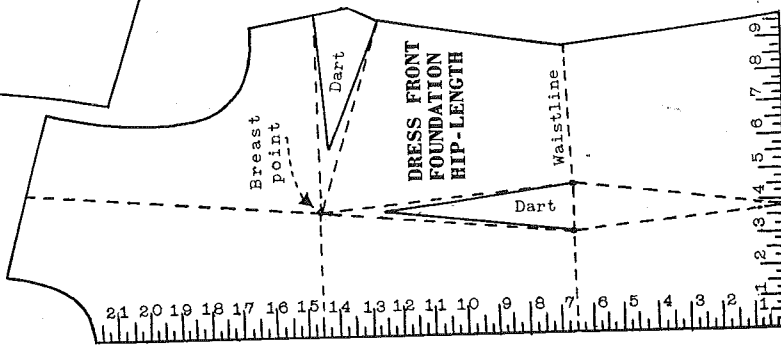 Dart
DRESS FRONT
FOUNDATION
HIP-LENGTH
Breast
point
Waistline
Dart
21 20 19 18 17 16 15 14 13 12 11 10 9 8 7 6 5 4 3 2 1
9
8
7
6
5
4
3
2
1